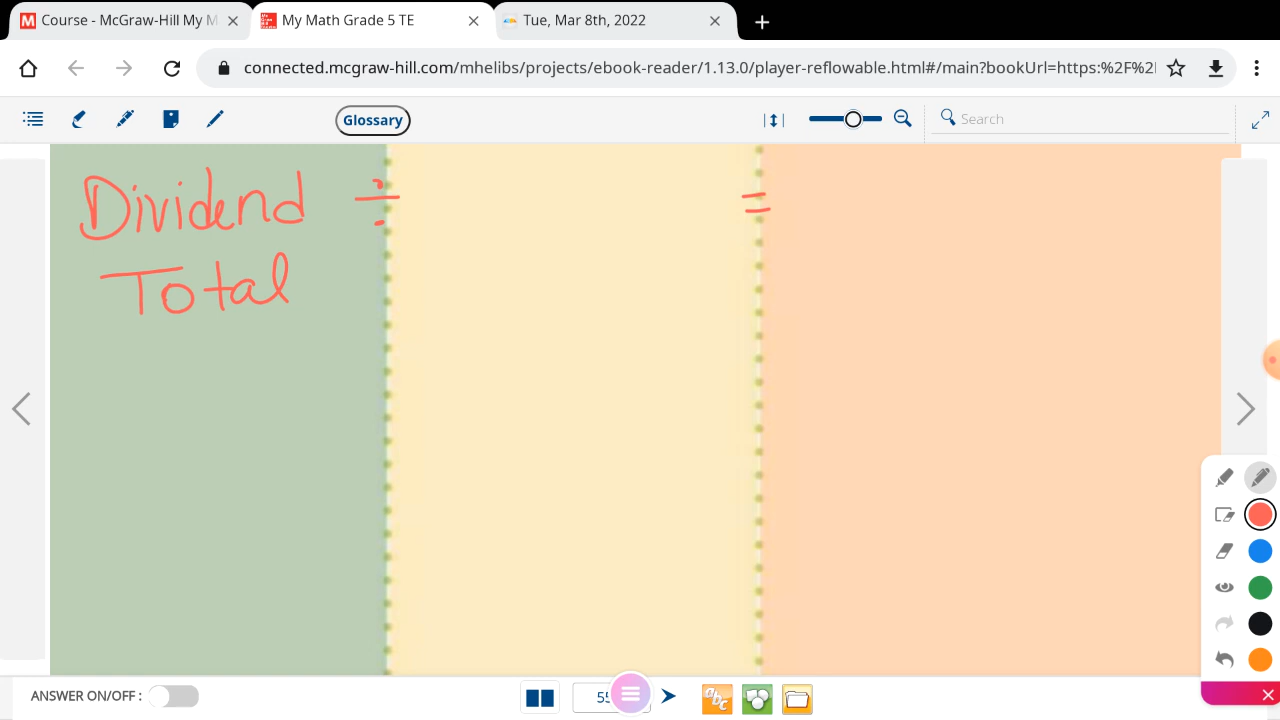 Course - McGraw-Hill My M
My Math Grade 5 TE
Tue, Mar 8th, 2022
connected.mcgraw-hill.com/mhelibs/projects/ebook-reader/1.13.0/player-reflowable.html#/main?bookUrl=https:%2F%2
Glossary
Search
Dividend ÷ =
Total
ANSWER ON/OFF :
55
abc